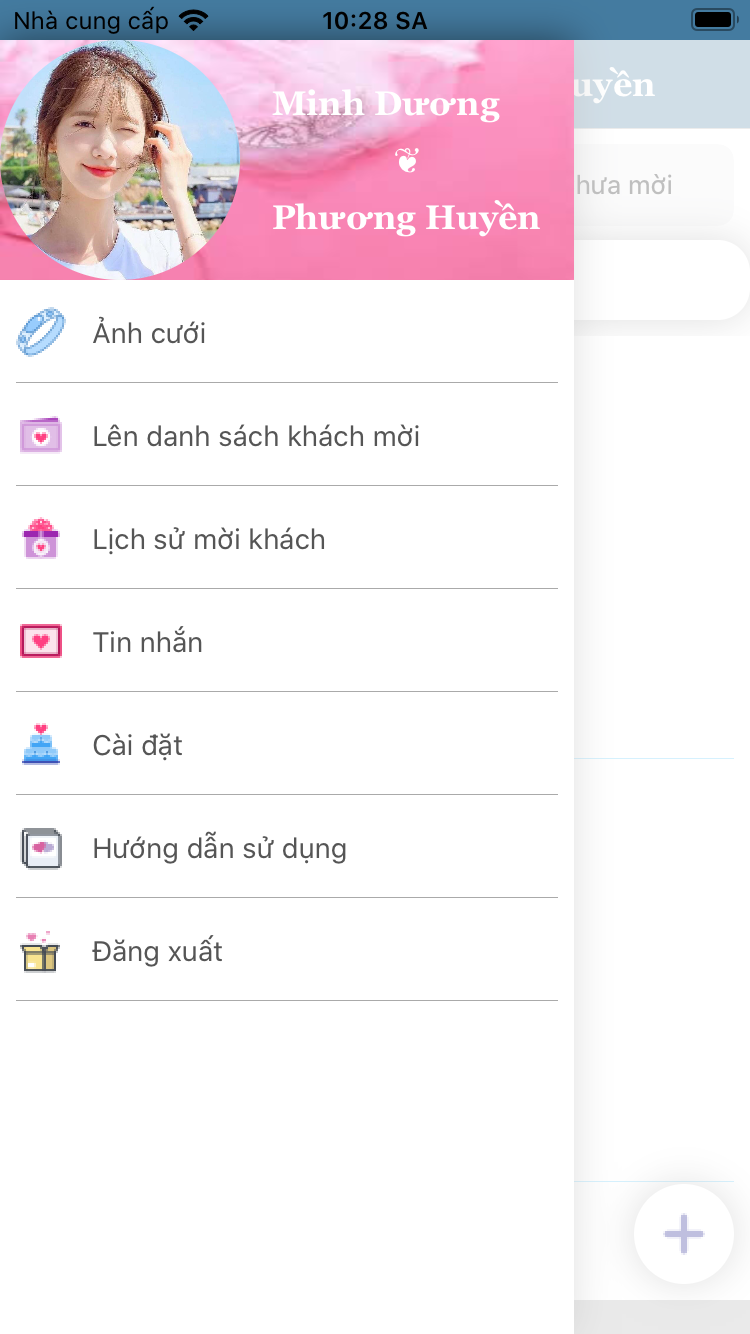 Nhà cung cấp 10:28 SA
Minh Dương
❦
Phương Huyền
uyền
hưa mời
Ảnh cưới
Lên danh sách khách mời
Lịch sử mời khách
Tin nhắn
Cài đặt
Hướng dẫn sử dụng
Đăng xuất